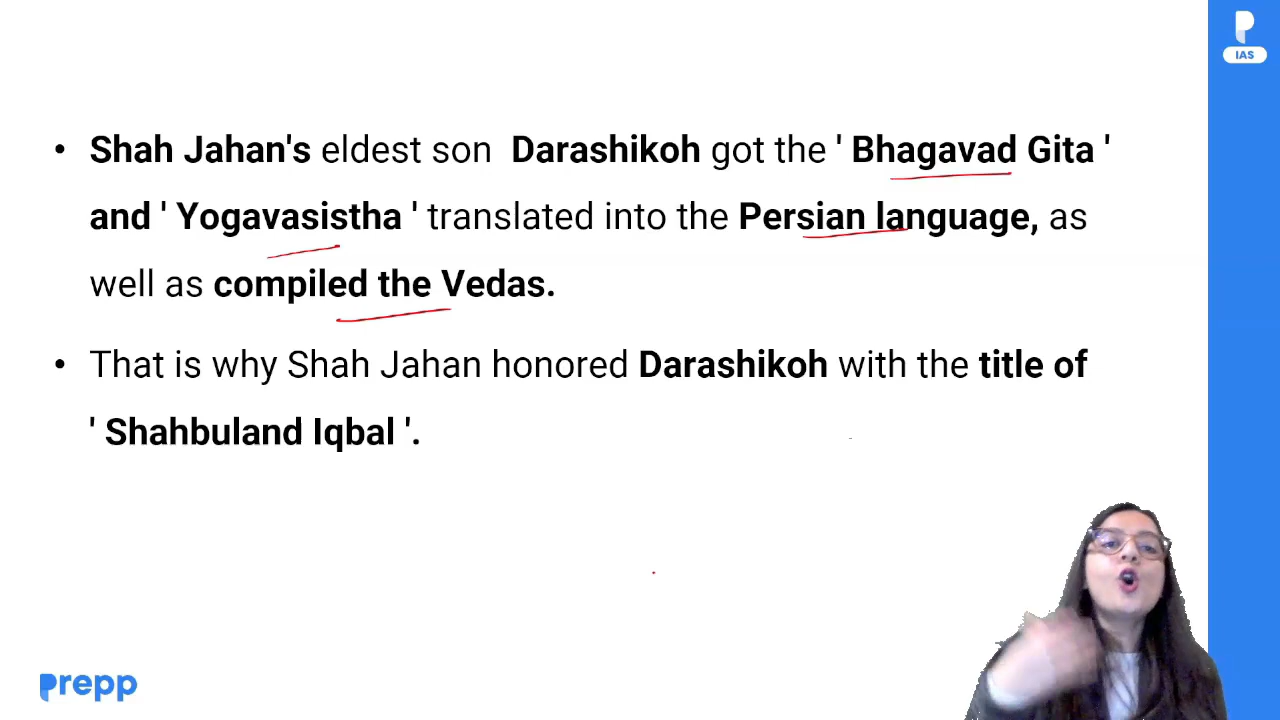 IAS
• Shah Jahan's eldest son Darashikoh got the ' Bhagavad Gita '
and ' Yogavasistha ' translated into the Persian language, as
well as compiled the Vedas.
• That is why Shah Jahan honored Darashikoh with the title of
' Shahbuland Iqbal '.
prepp